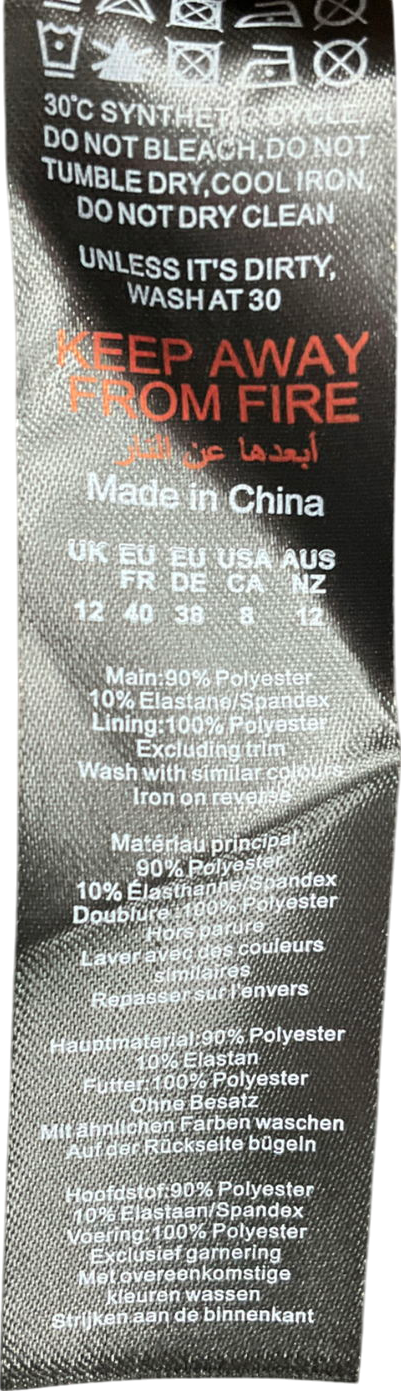 30°C SYNTHETIC CYCLE.
DO NOT BLEACH,DO NOT
TUMBLE DRY,COOL IRON,
DO NOT DRY CLEAN
UNLESS IT'S DIRTY,
WASH AT 30
KEEP AWAY
FROM FIRE
أبعدها عن النار
Made in China
UK EU EU USA AUS
FR DE CA NZ
12 40 38 8 12
Main:90% Polyester
10% Elastane/Spandex
Lining:100% Polyester
Excluding trim
Wash with similar colours
Iron on reverse
Matériau principal
90% Polyester
10% Élasthanne/Spandex
Doublure :100% Polyester
Hors parure
Laver avec des couleurs
similaires
Repasser sur l'envers
Hauptmaterial:90% Polyester
10% Elastan
Futter:100% Polyester
Ohne Besatz
Mit ähnlichen Farben waschen
Auf der Rückseite bügeln
Hoofdstof:90% Polyester
10% Elastaan/Spandex
Voering:100% Polyester
Exclusief garnering
Met overeenkomstige
kleuren wassen
Strijken aan de binnenkant